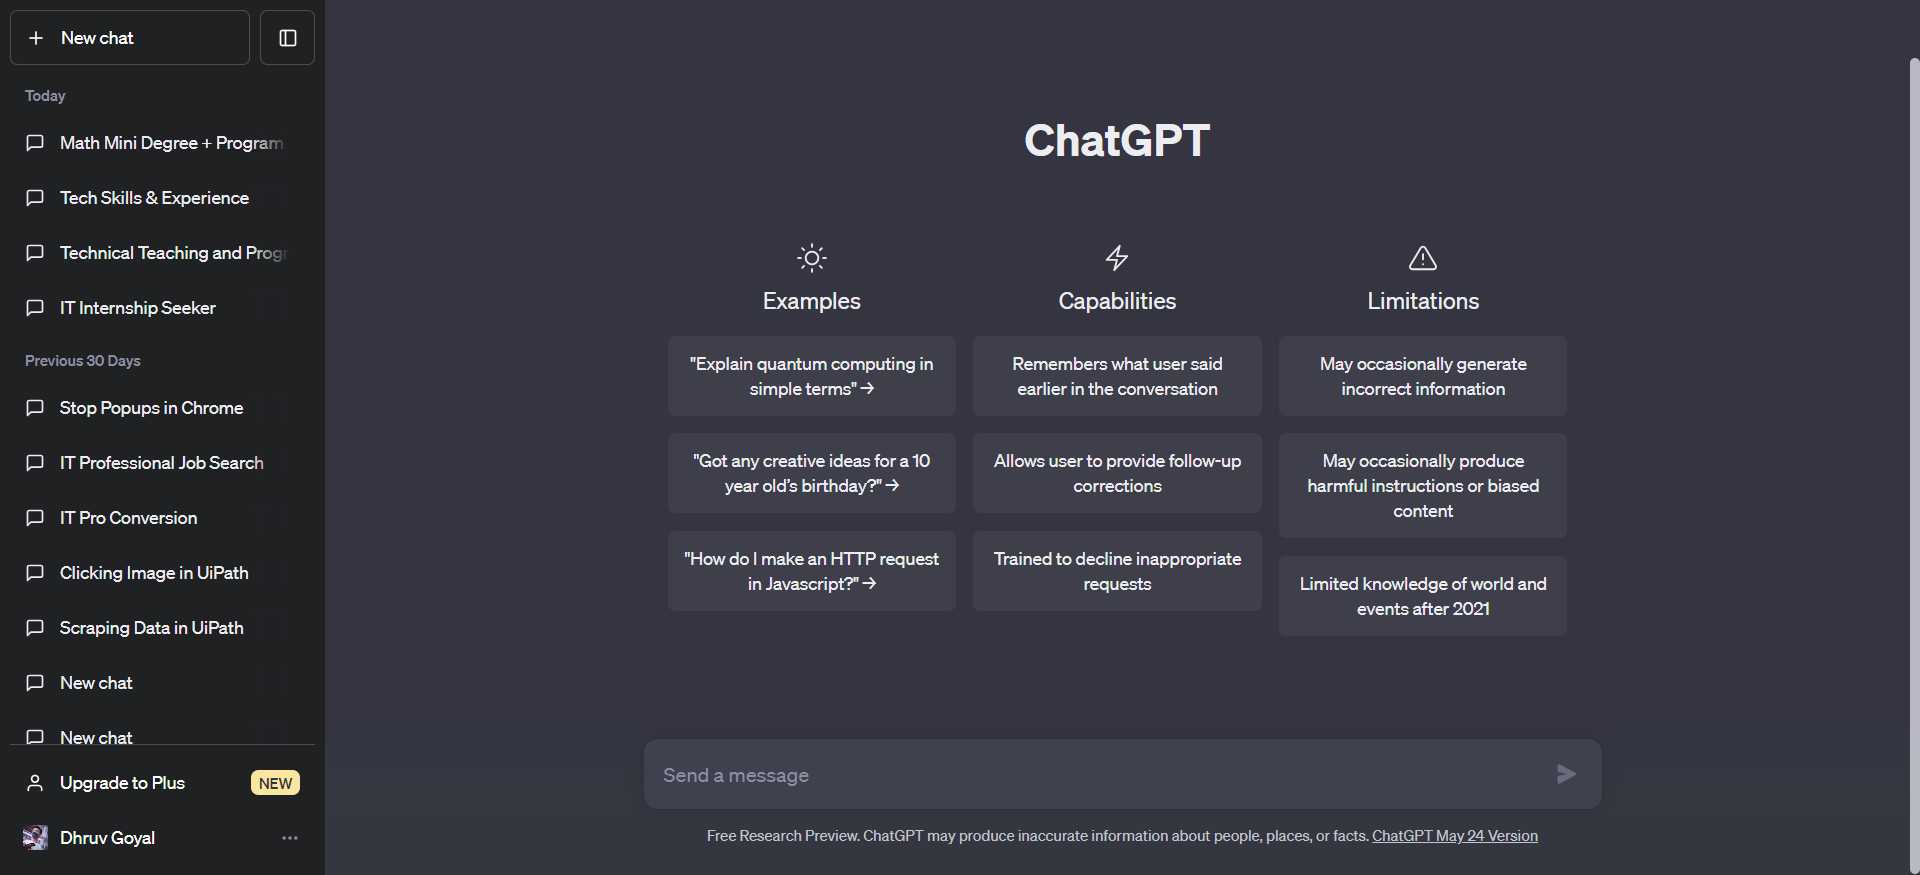 New chat
Today
Math Mini Degree + Program
Tech Skills & Experience
Technical Teaching and Progr
IT Internship Seeker
Previous 30 Days
Stop Popups in Chrome
IT Professional Job Search
IT Pro Conversion
Clicking Image in UiPath
Scraping Data in UiPath
New chat
New chat
Upgrade to Plus
NEW
Dhruv Goyal
ChatGPT
Examples
"Explain quantum computing in
simple terms" →
"Got any creative ideas for a 10
year old’s birthday?" →
"How do I make an HTTP request
in Javascript?" →
Capabilities
Remembers what user said
earlier in the conversation
Allows user to provide follow-up
corrections
Trained to decline inappropriate
requests
Limitations
May occasionally generate
incorrect information
May occasionally produce
harmful instructions or biased
content
Limited knowledge of world and
events after 2021
Send a message
Free Research Preview. ChatGPT may produce inaccurate information about people, places, or facts. ChatGPT May 24 Version